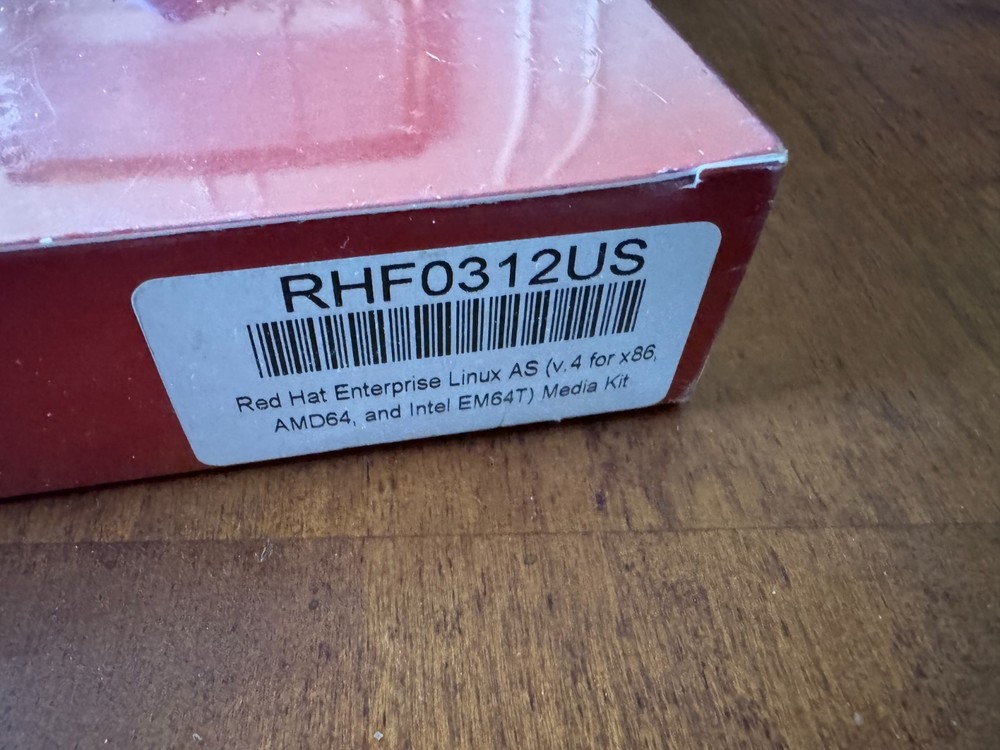 RHF0312US
Red Hat Enterprise Linux AS (v.4 for x86,
AMD64, and Intel EM64T) Media Kit